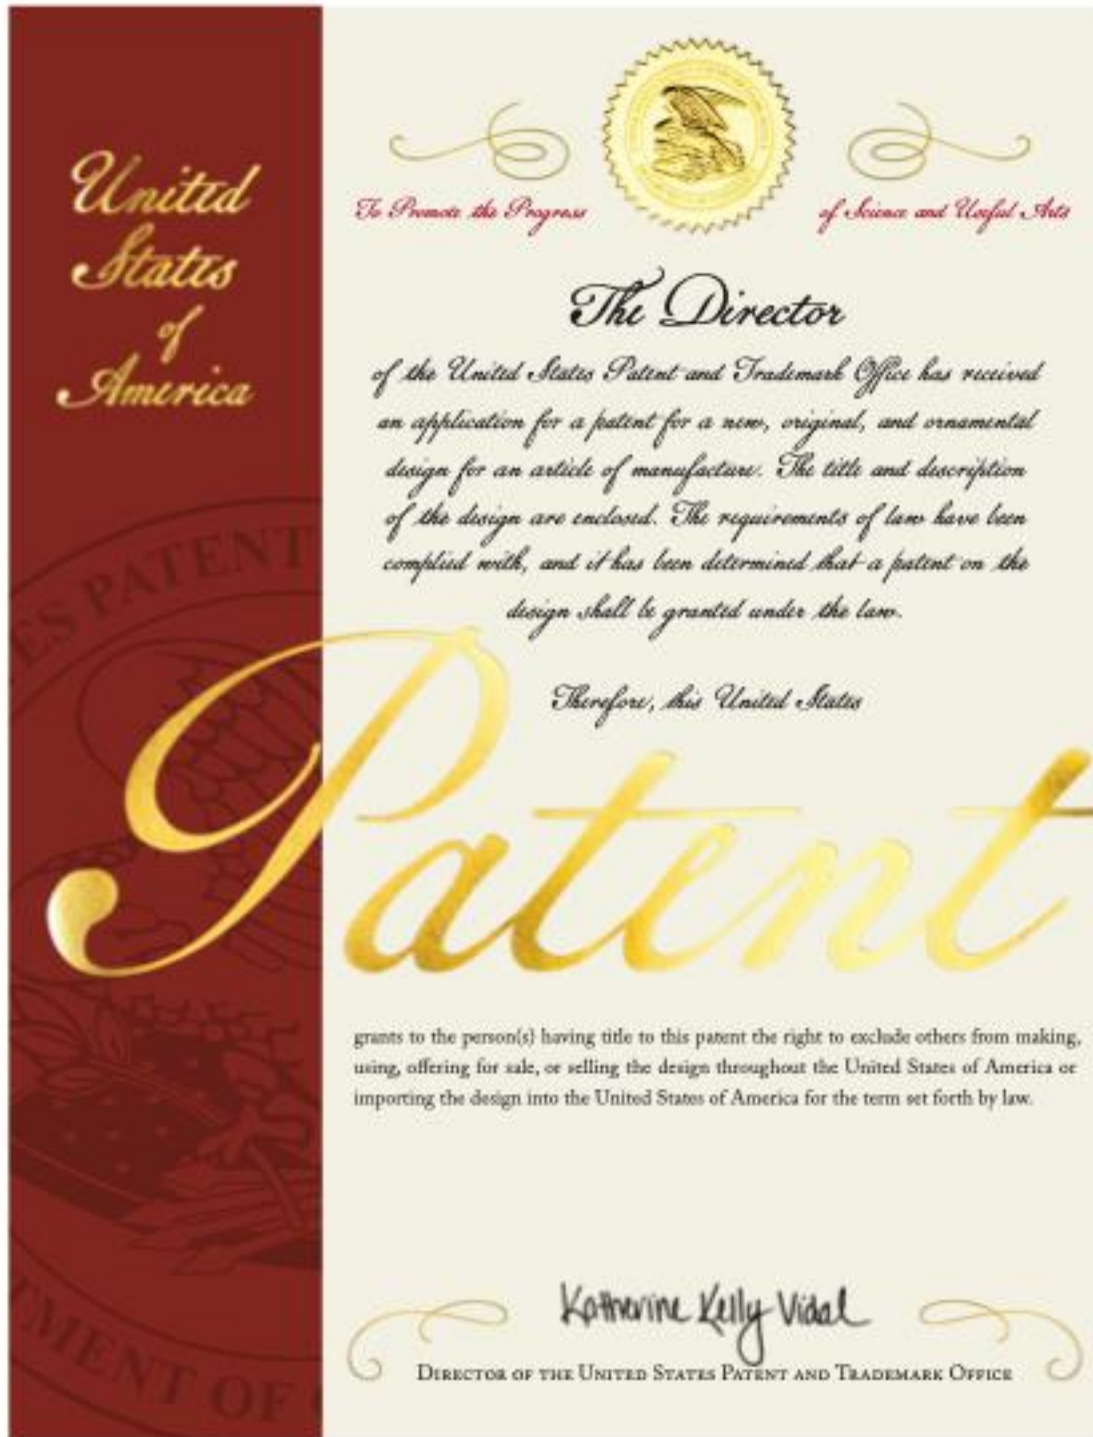 United
States
of
America
To Promote the Progress
of Science and Useful Arts
The Director
of the United States Patent and Trademark Office has received
an application for a patent for a new, original, and ornamental
design for an article of manufacture. The title and description
of the design are enclosed. The requirements of law have been
complied with, and it has been determined that a patent on the
design shall be granted under the law.
Therefore, this United States
Patent
grants to the person(s) having title to this patent the right to exclude others from making,
using, offering for sale, or selling the design throughout the United States of America or
importing the design into the United States of America for the term set forth by law.
Katherine Kelly Vidal
DIRECTOR OF THE UNITED STATES PATENT AND TRADEMARK OFFICE
ES PATENT
TMENT OF